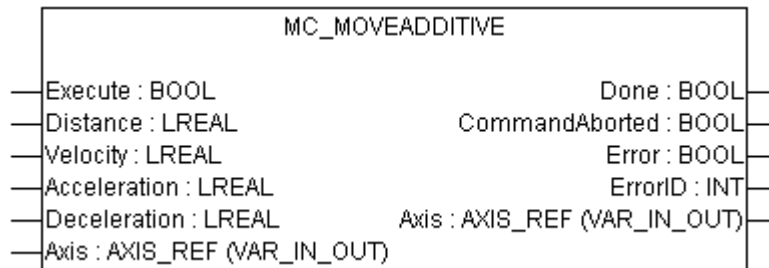 MC_MOVEADDITIVE
Execute : BOOL Done : BOOL
Distance : LREAL CommandAborted : BOOL
Velocity : LREAL Error : BOOL
Acceleration : LREAL ErrorID : INT
Deceleration : LREAL Axis : AXIS_REF (VAR_IN_OUT)
Axis : AXIS_REF (VAR_IN_OUT)